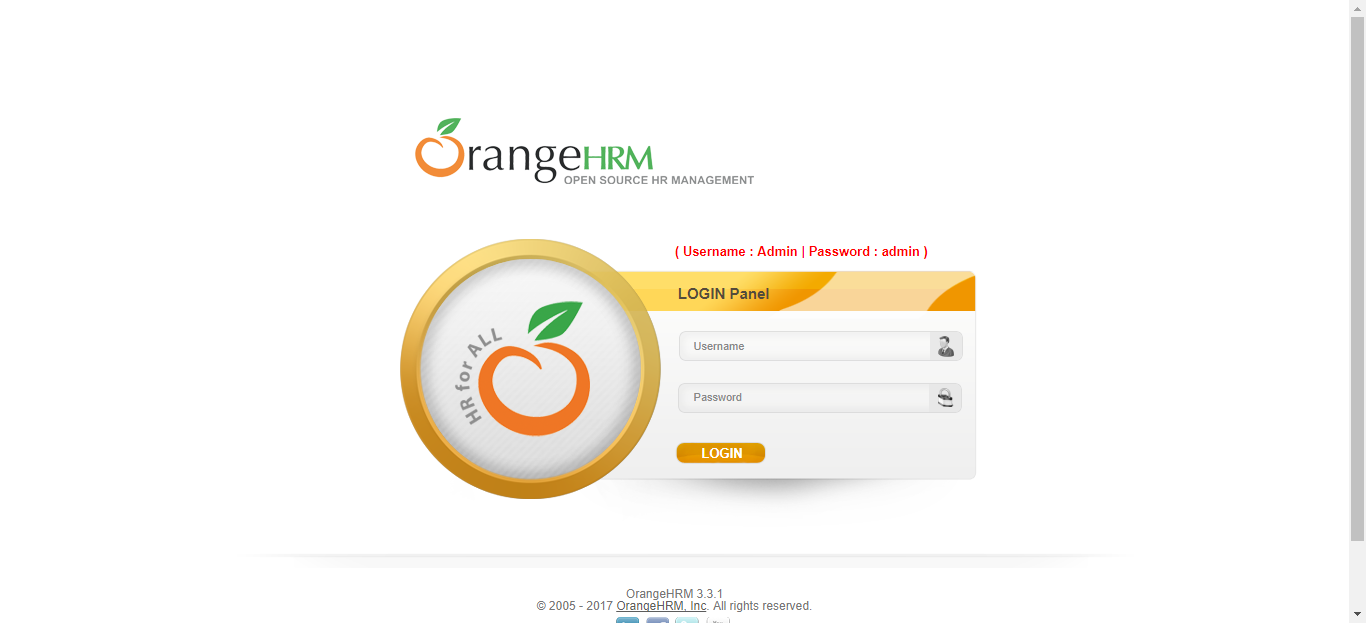 OrangeHRM
OPEN SOURCE HR MANAGEMENT
( Username : Admin | Password : admin )
HR for ALL
LOGIN Panel
Username
Password
LOGIN
OrangeHRM 3.3.1
© 2005 - 2017 OrangeHRM, Inc. All rights reserved.